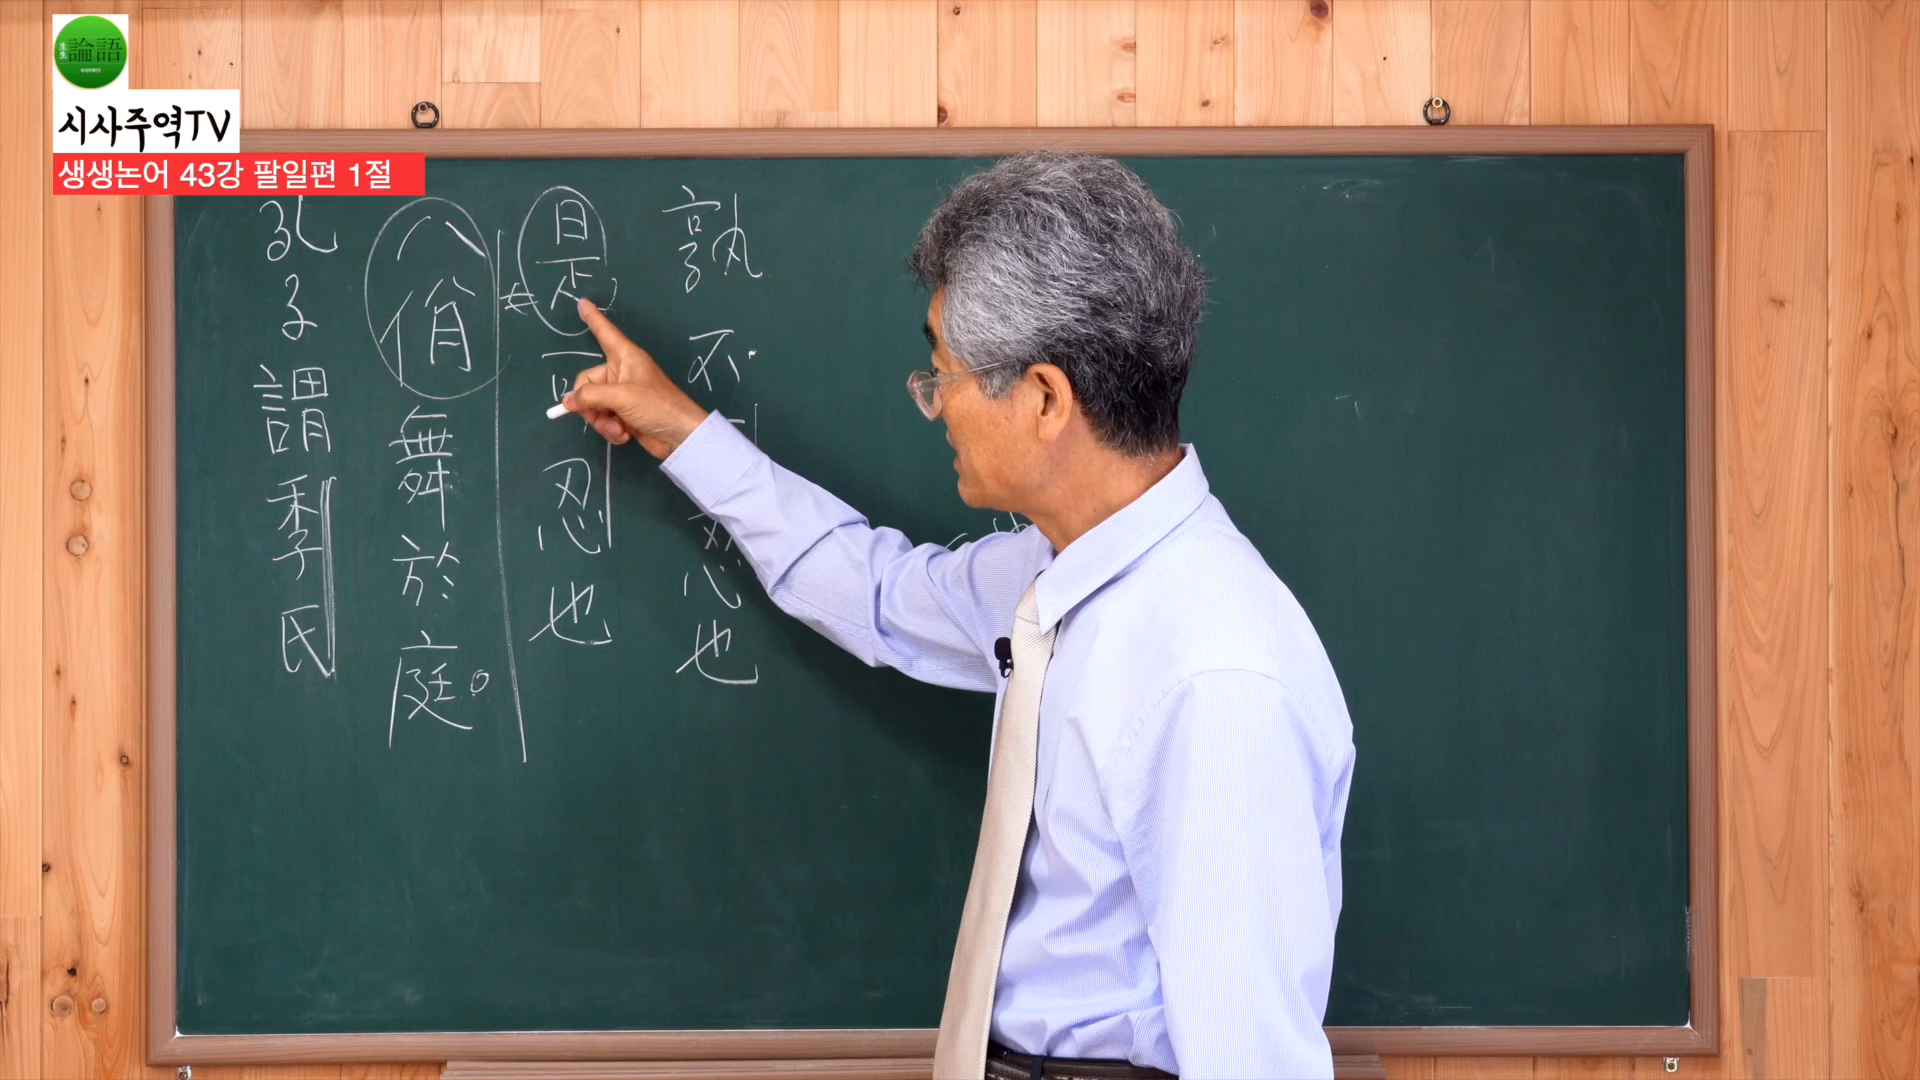 論語
시사주역TV
생생논어 43강 팔일편 1절
孔子謂季氏
八佾舞於庭。
是可忍也
孰不可忍也